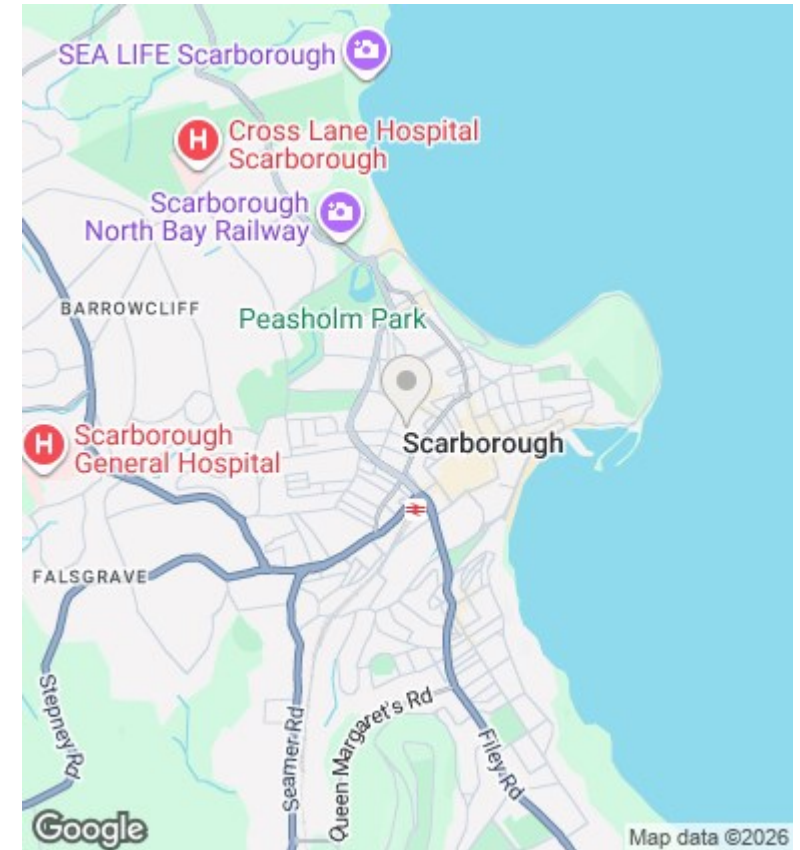 SEA LIFE Scarborough
H
Cross Lane Hospital
Scarborough
Scarborough
North Bay Railway
BARROWCLIFF
Peasholm Park
Scarborough
H
Scarborough
General Hospital
FALSGRAVE
Stepney Rd
Seamer Rd
Queen Margaret's Rd
Filey Rd
Google
Map data ©2026